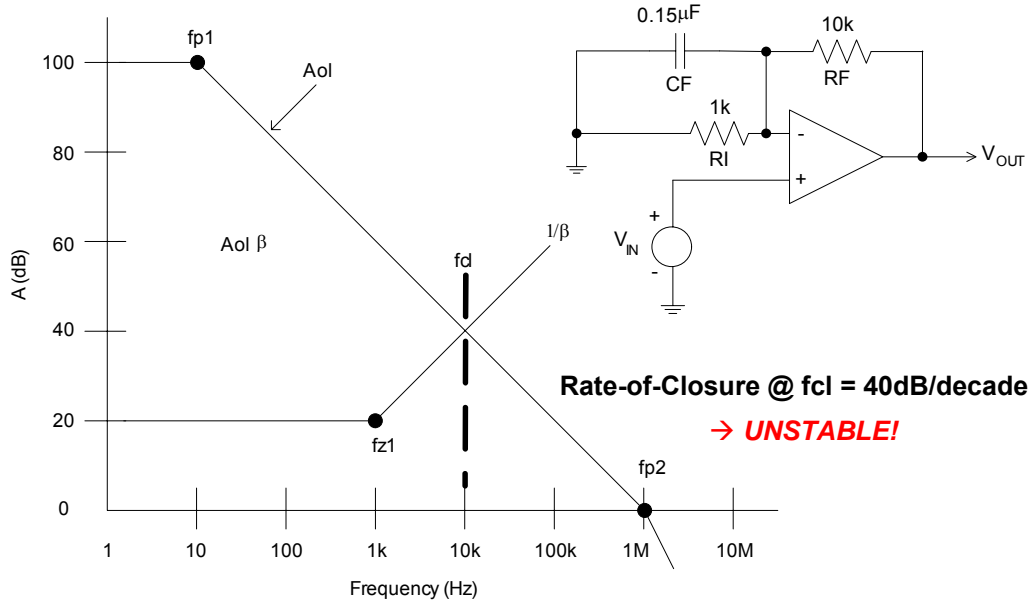 0.15μF
10k
CF
RF
1k
RI
-
+
VOUT
+
VIN
-
A (dB)
100
80
60
40
20
0
fp1
Aol
Aol β
1/β
fcl
fz1
fp2
Rate-of-Closure @ fcl = 40dB/decade
→ UNSTABLE!
1
10
100
1k
10k
100k
1M
10M
Frequency (Hz)